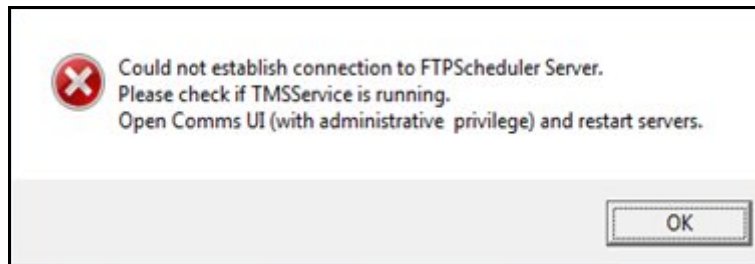 Could not establish connection to FTPScheduler Server.
Please check if TMSService is running.
Open Comms UI (with administrative privilege) and restart servers.
OK